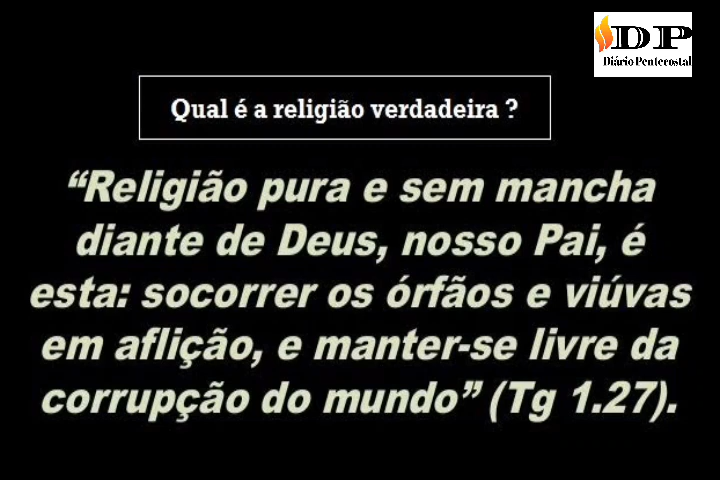 DP
Diário Pentecostal
Qual é a religião verdadeira ?
“Religião pura e sem mancha
diante de Deus, nosso Pai, é
esta: socorrer os órfãos e viúvas
em aflição, e manter-se livre da
corrupção do mundo” (Tg 1.27).